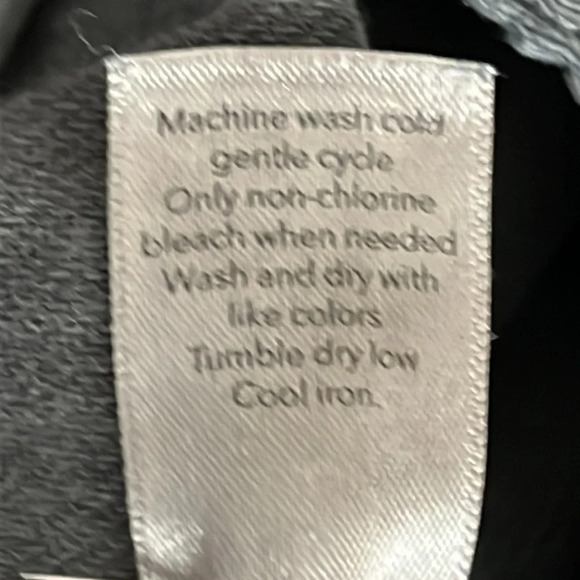 Machine wash cold
gentle cycle
Only non-chlorine
bleach when needed
Wash and dry with
like colors
Tumble dry low
Cool iron.